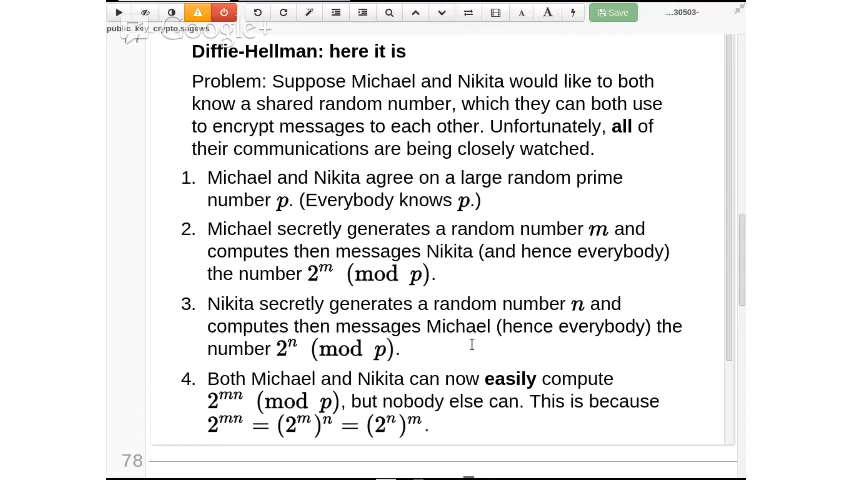 Save
...30503-
Google+
public_key_crypto.sagews
Diffie-Hellman: here it is
Problem: Suppose Michael and Nikita would like to both
know a shared random number, which they can both use
to encrypt messages to each other. Unfortunately, all of
their communications are being closely watched.
1. Michael and Nikita agree on a large random prime
number p. (Everybody knows p.)
2. Michael secretly generates a random number m and
computes then messages Nikita (and hence everybody)
the number 2^m (mod p).
3. Nikita secretly generates a random number n and
computes then messages Michael (hence everybody) the
number 2^n (mod p).
4. Both Michael and Nikita can now easily compute
2^{mn} (mod p), but nobody else can. This is because
2^{mn} = (2^m)^n = (2^n)^m.
78